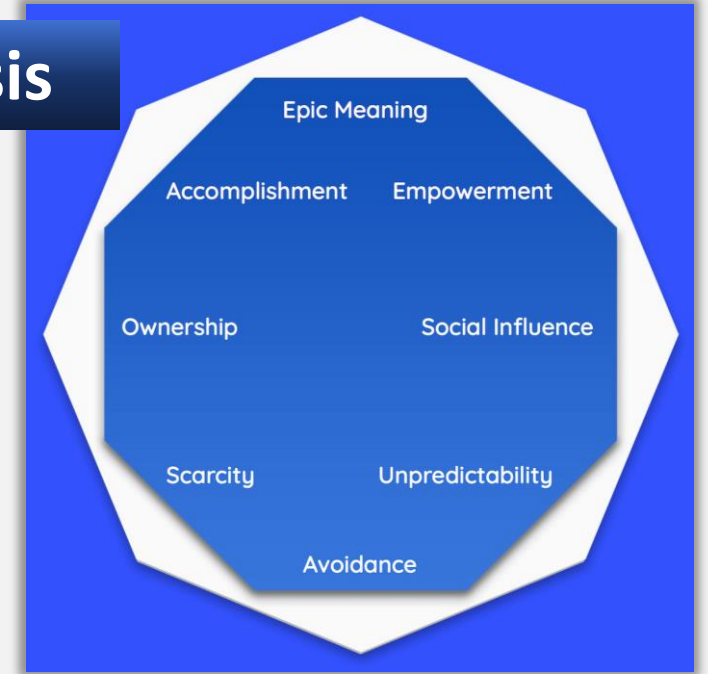 sis
Epic Meaning
Accomplishment Empowerment
Ownership Social Influence
Scarcity Unpredictability
Avoidance